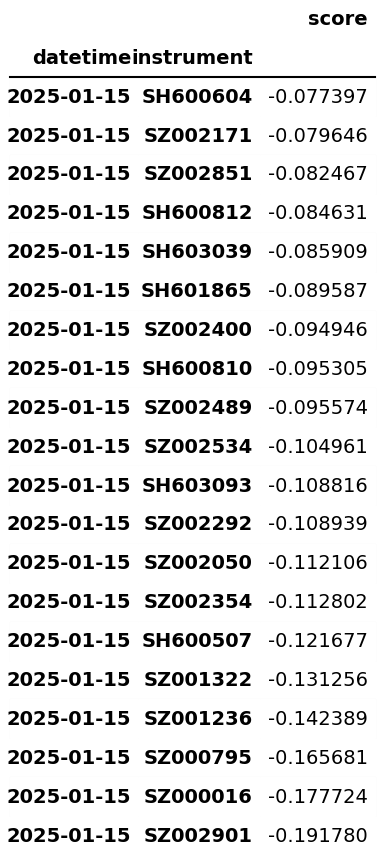 score
datetime instrument
2025-01-15 SH600604 -0.077397
2025-01-15 SZ002171 -0.079646
2025-01-15 SZ002851 -0.082467
2025-01-15 SH600812 -0.084631
2025-01-15 SH603039 -0.085909
2025-01-15 SH601865 -0.089587
2025-01-15 SZ002400 -0.094946
2025-01-15 SH600810 -0.095305
2025-01-15 SZ002489 -0.095574
2025-01-15 SZ002534 -0.104961
2025-01-15 SH603093 -0.108816
2025-01-15 SZ002292 -0.108939
2025-01-15 SZ002050 -0.112106
2025-01-15 SZ002354 -0.112802
2025-01-15 SH600507 -0.121677
2025-01-15 SZ001322 -0.131256
2025-01-15 SZ001236 -0.142389
2025-01-15 SZ000795 -0.165681
2025-01-15 SZ000016 -0.177724
2025-01-15 SZ002901 -0.191780